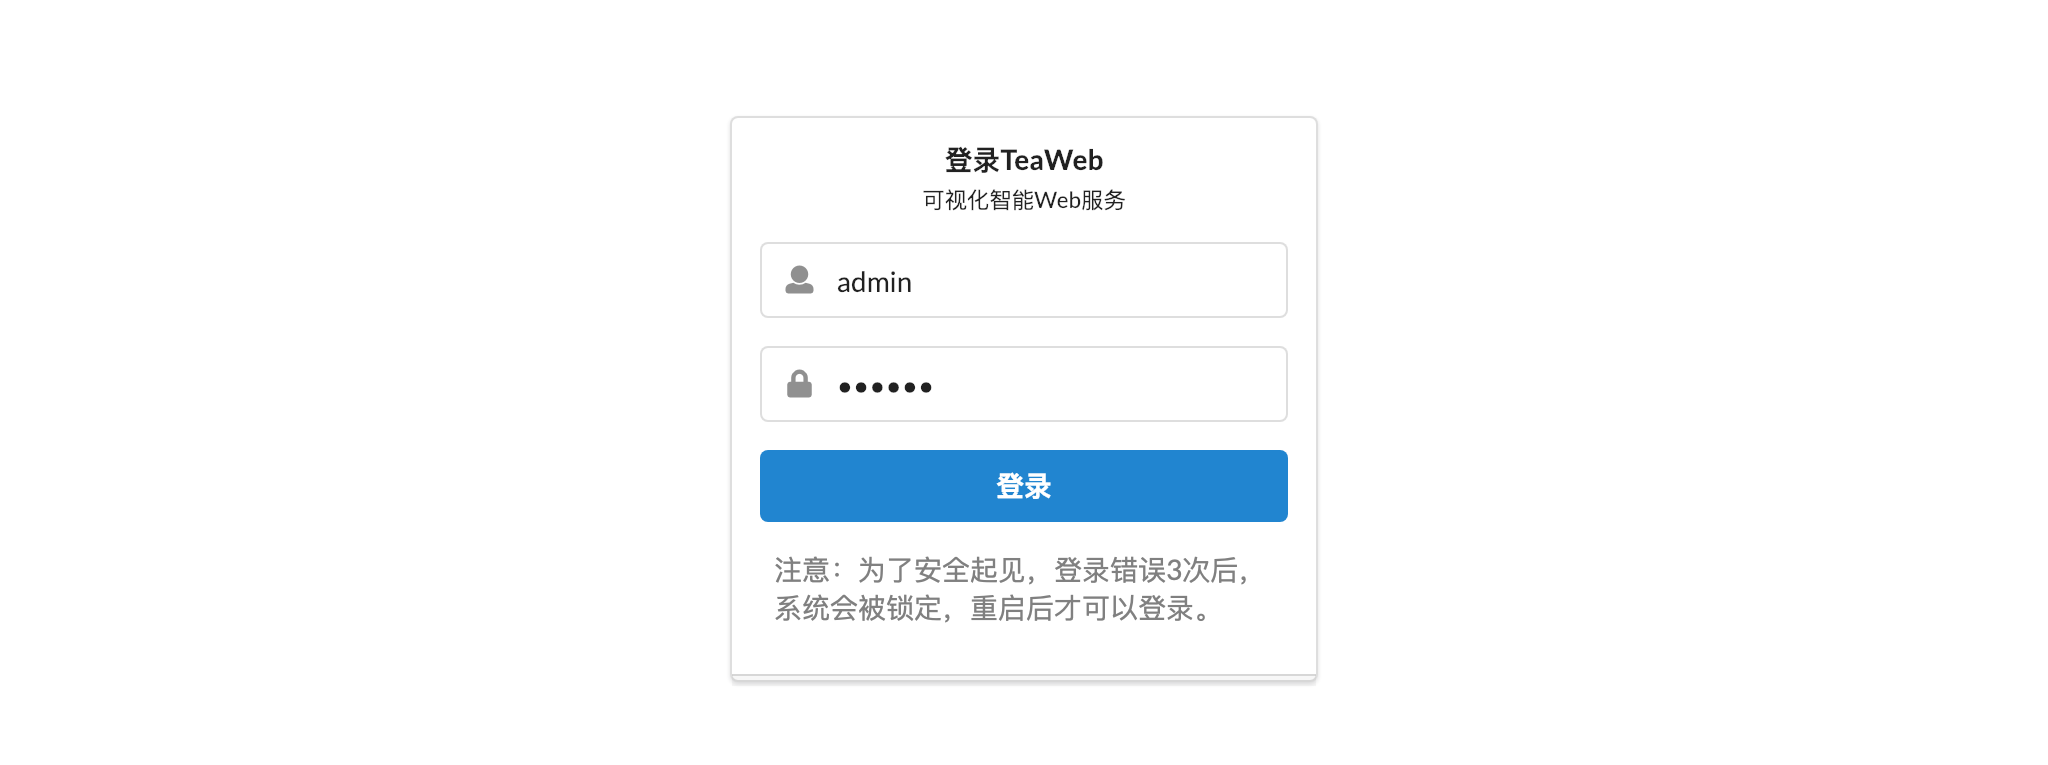 登录TeaWeb
可视化智能Web服务
admin
••••••
登录
注意：为了安全起见，登录错误3次后，
系统会被锁定，重启后才可以登录。